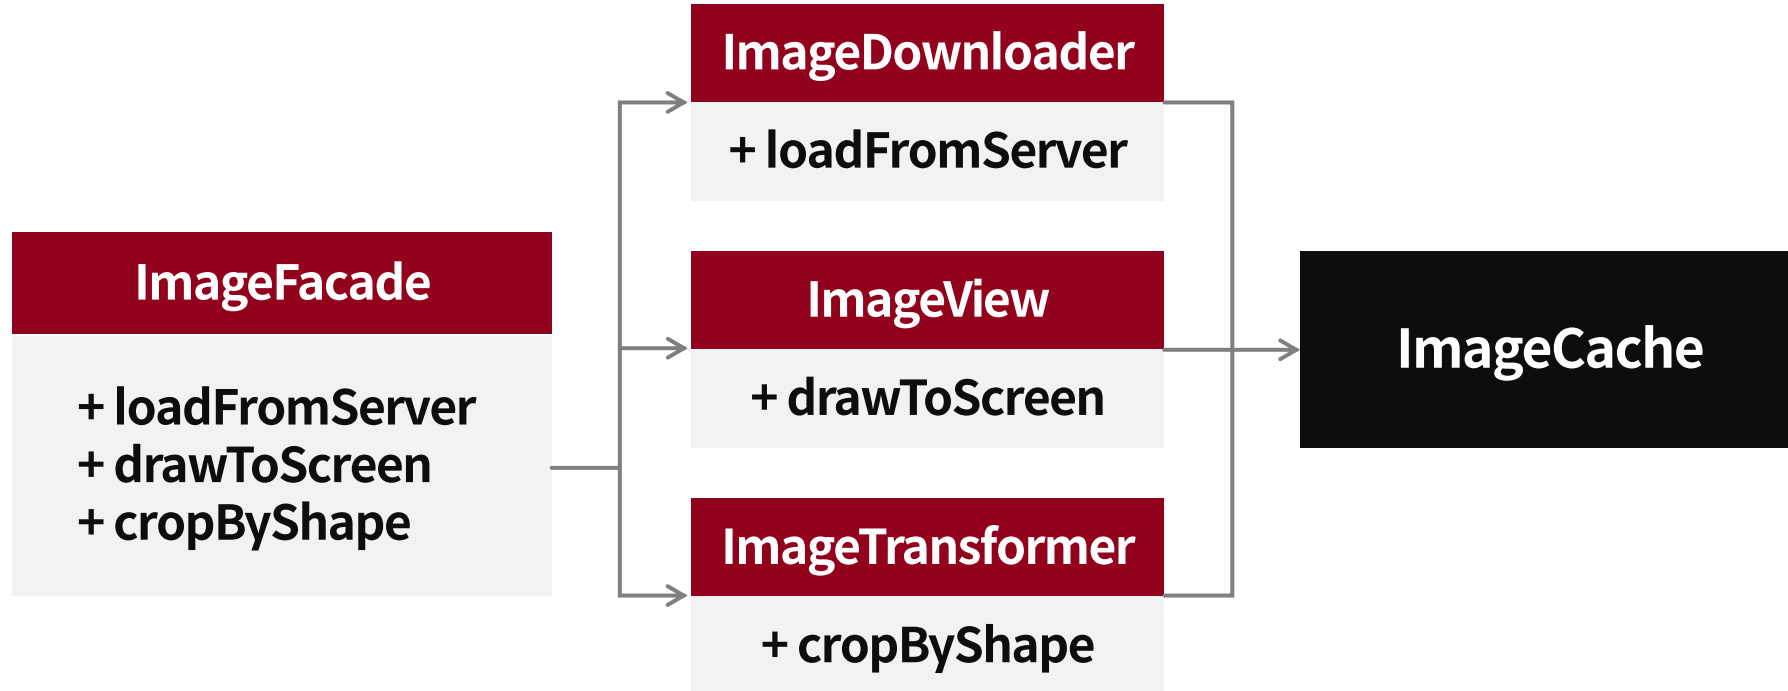 ImageFacade
+ loadFromServer
+ drawToScreen
+ cropByShape
ImageDownloader
+ loadFromServer
ImageView
+ drawToScreen
ImageTransformer
+ cropByShape
ImageCache